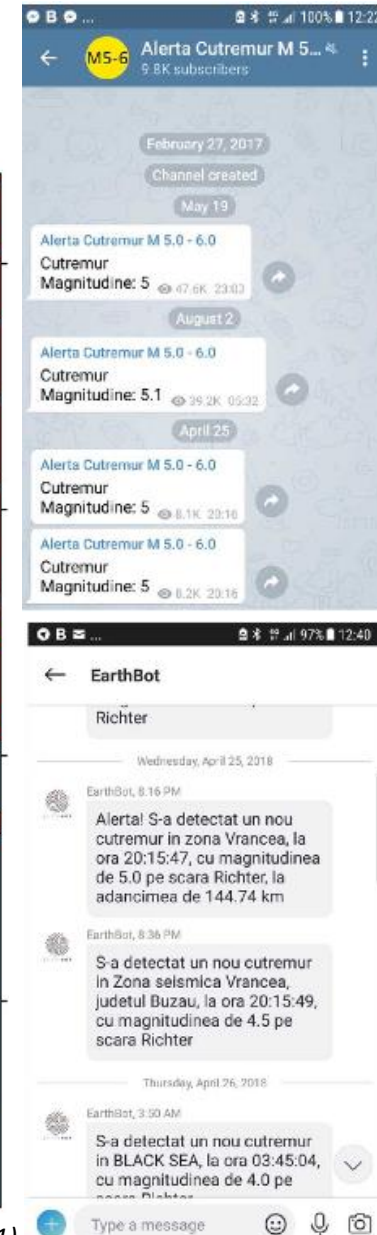 100% 12:22
M5-6
Alerta Cutremur M 5...
9.8K subscribers
February 27, 2017
Channel created
May 19
Alerta Cutremur M 5.0 - 6.0
Cutremur
Magnitudine: 5 47.6K 23:03
August 2
Alerta Cutremur M 5.0 - 6.0
Cutremur
Magnitudine: 5.1 39.2K 05:32
April 25
Alerta Cutremur M 5.0 - 6.0
Cutremur
Magnitudine: 5 8.1K 20:16
Alerta Cutremur M 5.0 - 6.0
Cutremur
Magnitudine: 5 8.2K 20:16
97% 12:40
EarthBot
Richter
Wednesday, April 25, 2018
EarthBot, 8:16 PM
Alerta! S-a detectat un nou
cutremur in zona Vrancea, la
ora 20:15:47, cu magnitudinea
de 5.0 pe scara Richter, la
adancimea de 144.74 km
EarthBot, 8:36 PM
S-a detectat un nou cutremur
in Zona seismica Vrancea,
judetul Buzau, la ora 20:15:49,
cu magnitudinea de 4.5 pe
scara Richter
Thursday, April 26, 2018
EarthBot, 3:50 AM
S-a detectat un nou cutremur
in BLACK SEA, la ora 03:45:04,
cu magnitudinea de 4.0 pe
Type a message